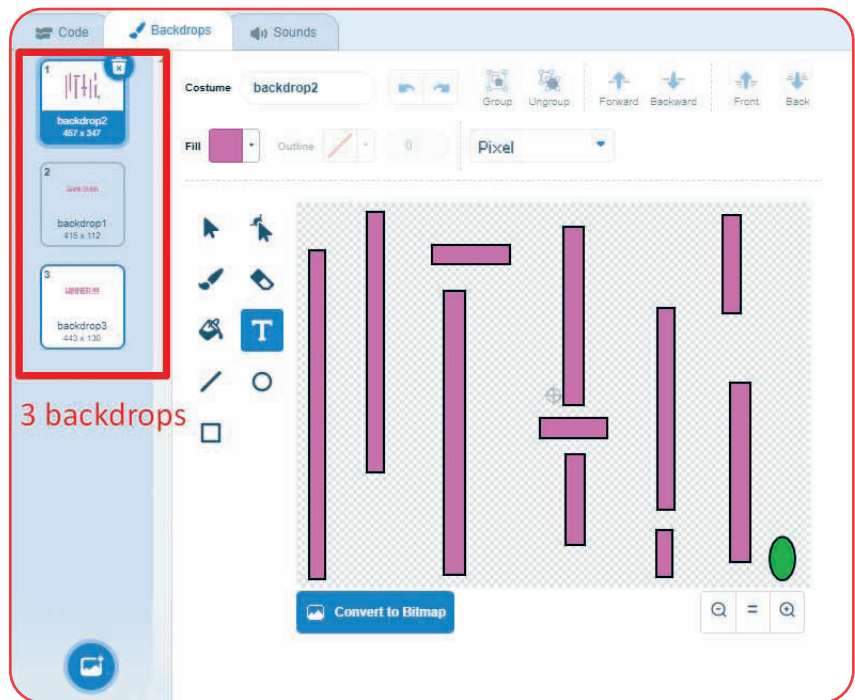 Code Backdrops Sounds
1
backdrop2
457 x 347
2
GAME OVER
backdrop1
415 x 112
3
WINNER!!!
backdrop3
443 x 130
3 backdrops
Costume backdrop2
Group Ungroup Forward Backward Front Back
Fill Outline 0 Pixel
T
Convert to Bitmap
=